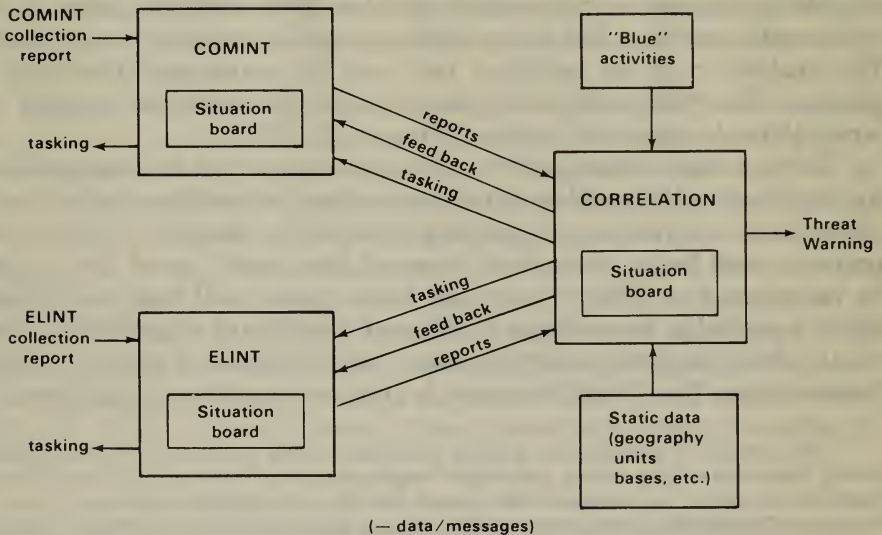 COMINT
collection
report
COMINT
Situation
board
tasking
"Blue"
activities
reports
feed back
tasking
CORRELATION
Situation
board
Threat
Warning
tasking
feed back
reports
ELINT
collection
report
ELINT
Situation
board
tasking
Static data
(geography
units
bases, etc.)
(— data/messages)